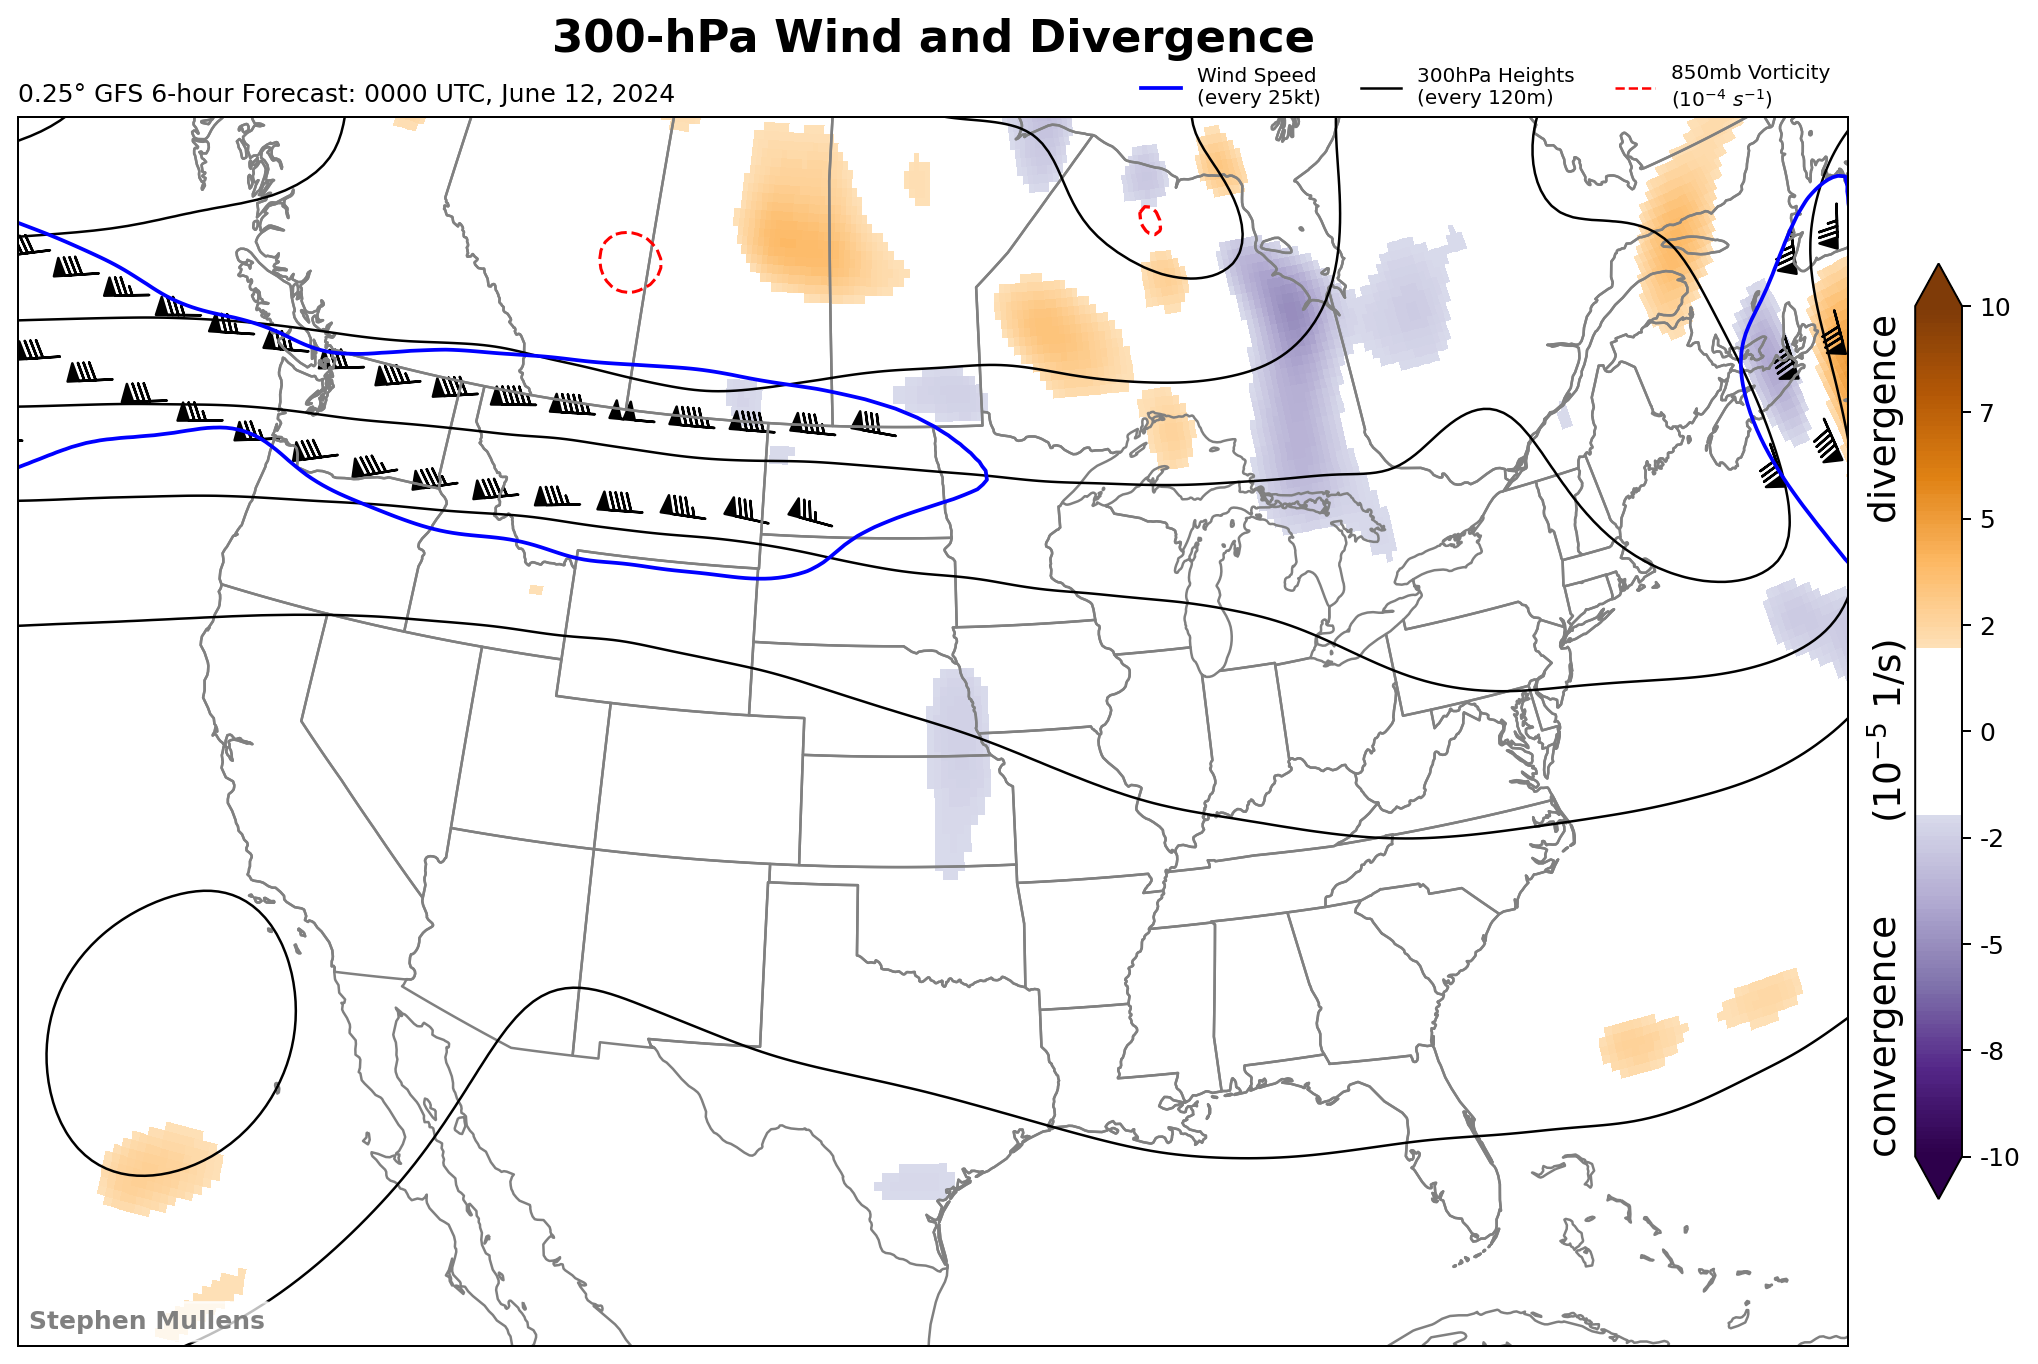 300-hPa Wind and Divergence
0.25° GFS 6-hour Forecast: 0000 UTC, June 12, 2024
Wind Speed
(every 25kt)
300hPa Heights
(every 120m)
850mb Vorticity
(10⁻⁴ s⁻¹)
10
7
5
2
0
-2
-5
-8
-10
convergence (10⁻⁵ 1/s) divergence
Stephen Mullens